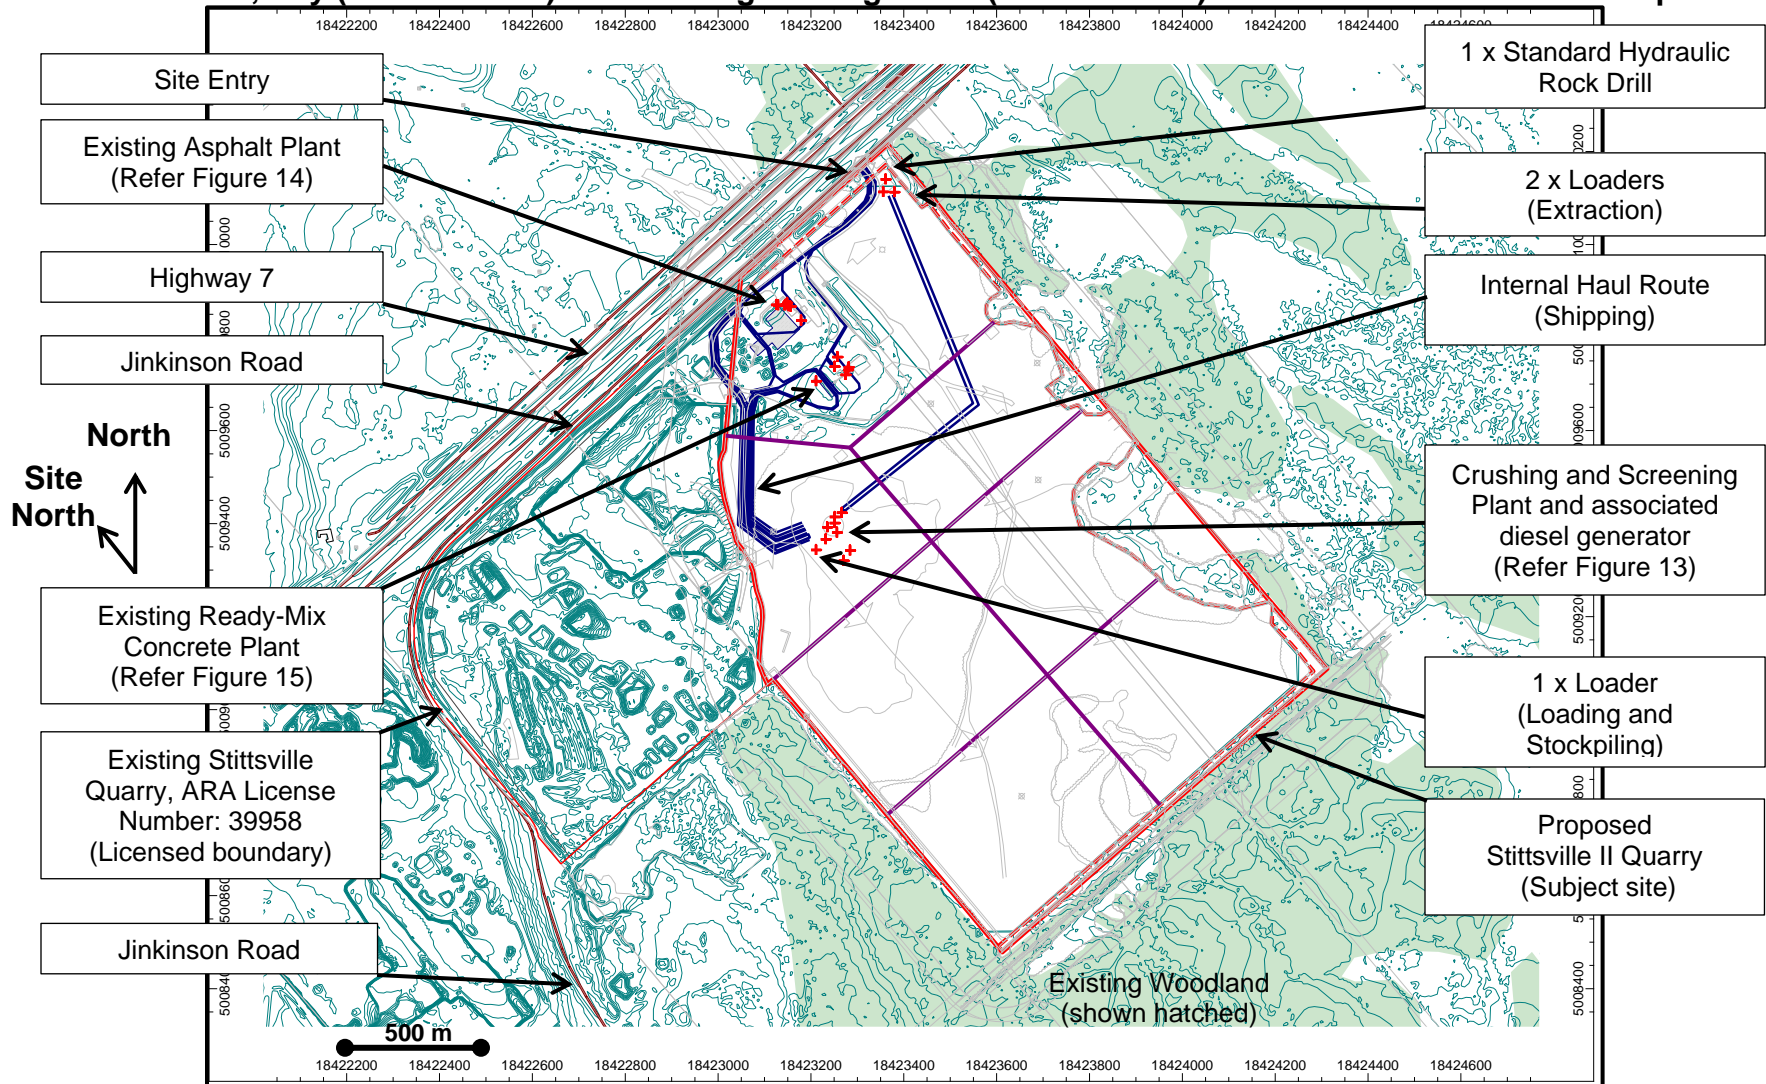 18422200 18422400 18422600 18422800 18423000 18423200 18423400 18423600 18423800 18424000 18424200 18424400 18424600
Site Entry
Existing Asphalt Plant
(Refer Figure 14)
Highway 7
Jinkinson Road
North
Site
North
Existing Ready-Mix
Concrete Plant
(Refer Figure 15)
Existing Stittsville
Quarry, ARA License
Number: 39958
(Licensed boundary)
Jinkinson Road
500 m
1 x Standard Hydraulic
Rock Drill
2 x Loaders
(Extraction)
Internal Haul Route
(Shipping)
Crushing and Screening
Plant and associated
diesel generator
(Refer Figure 13)
1 x Loader
(Loading and
Stockpiling)
Proposed
Stittsville II Quarry
(Subject site)
Existing Woodland
(shown hatched)
5009600
5009400
5008400
18422200 18422400 18422600 18422800 18423000 18423200 18423400 18423600 18423800 18424000 18424200 18424400 18424600